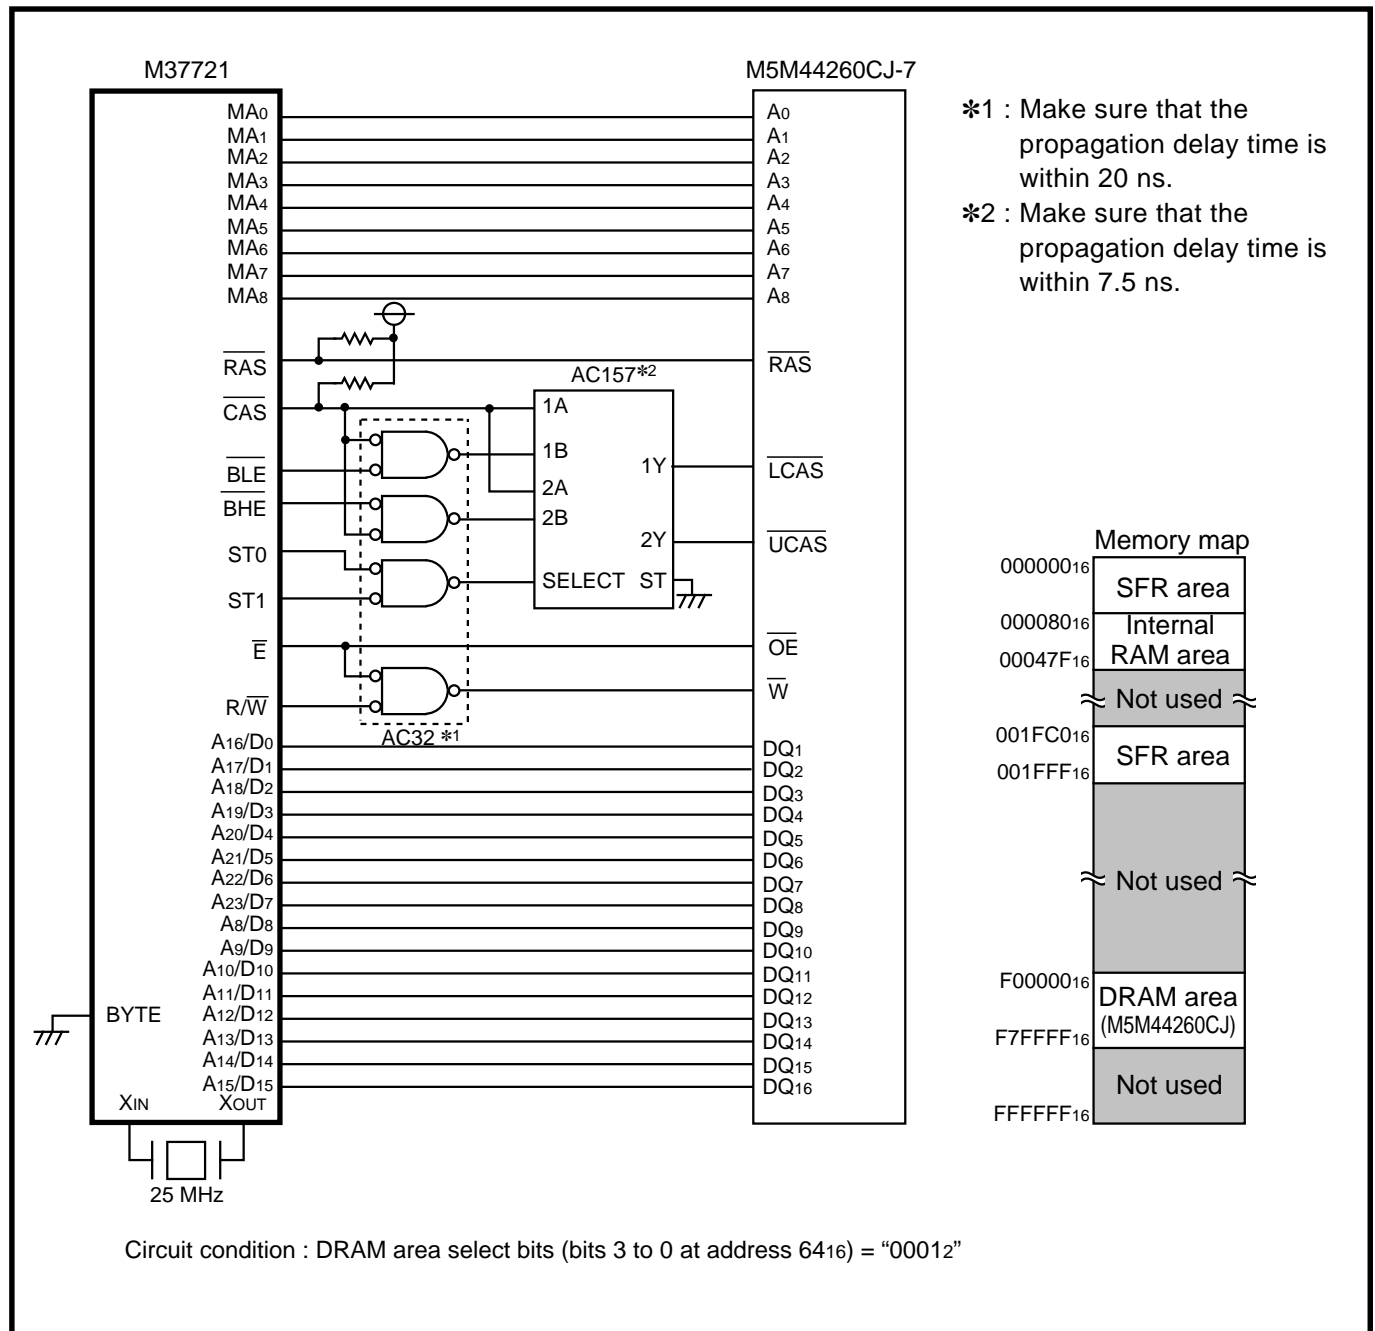 M37721
M5M44260CJ-7
MA0
MA1
MA2
MA3
MA4
MA5
MA6
MA7
MA8
RAS
CAS
BLE
BHE
ST0
ST1
E
R/W
A16/D0
A17/D1
A18/D2
A19/D3
A20/D4
A21/D5
A22/D6
A23/D7
A8/D8
A9/D9
A10/D10
A11/D11
A12/D12
A13/D13
A14/D14
A15/D15
BYTE
XIN
XOUT
25 MHz
AC157✽2
1A
1B
2A
2B
SELECT
1Y
2Y
ST
AC32 ✽1
A0
A1
A2
A3
A4
A5
A6
A7
A8
RAS
LCAS
UCAS
OE
W
DQ1
DQ2
DQ3
DQ4
DQ5
DQ6
DQ7
DQ8
DQ9
DQ10
DQ11
DQ12
DQ13
DQ14
DQ15
DQ16
✽1 : Make sure that the
propagation delay time is
within 20 ns.
✽2 : Make sure that the
propagation delay time is
within 7.5 ns.
Memory map
00000016
SFR area
00008016
Internal
RAM area
00047F16
Not used
001FC016
SFR area
001FFF16
Not used
F0000016
DRAM area
(M5M44260CJ)
F7FFFF16
Not used
FFFFFF16
Circuit condition : DRAM area select bits (bits 3 to 0 at address 6416) = “00012”